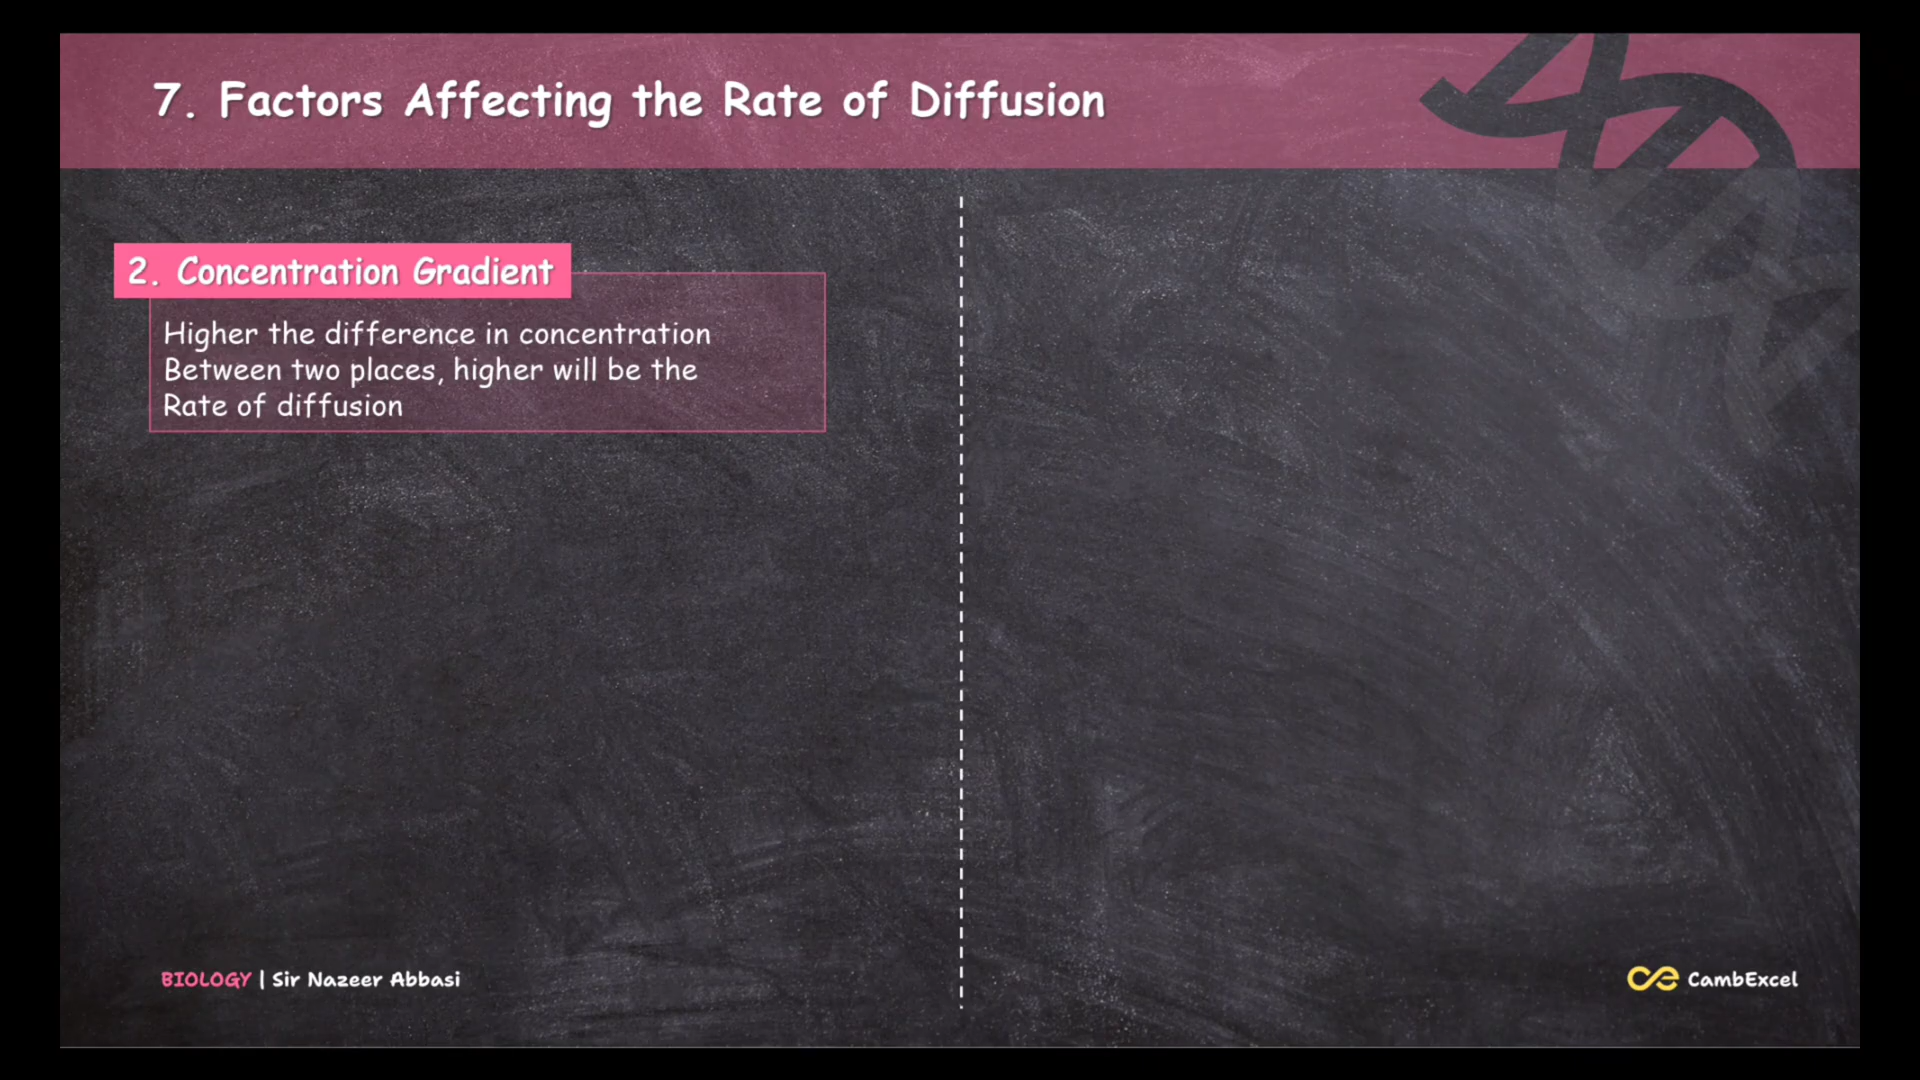 7. Factors Affecting the Rate of Diffusion
2. Concentration Gradient
Higher the difference in concentration
Between two places, higher will be the
Rate of diffusion
BIOLOGY | Sir Nazeer Abbasi
CambExcel